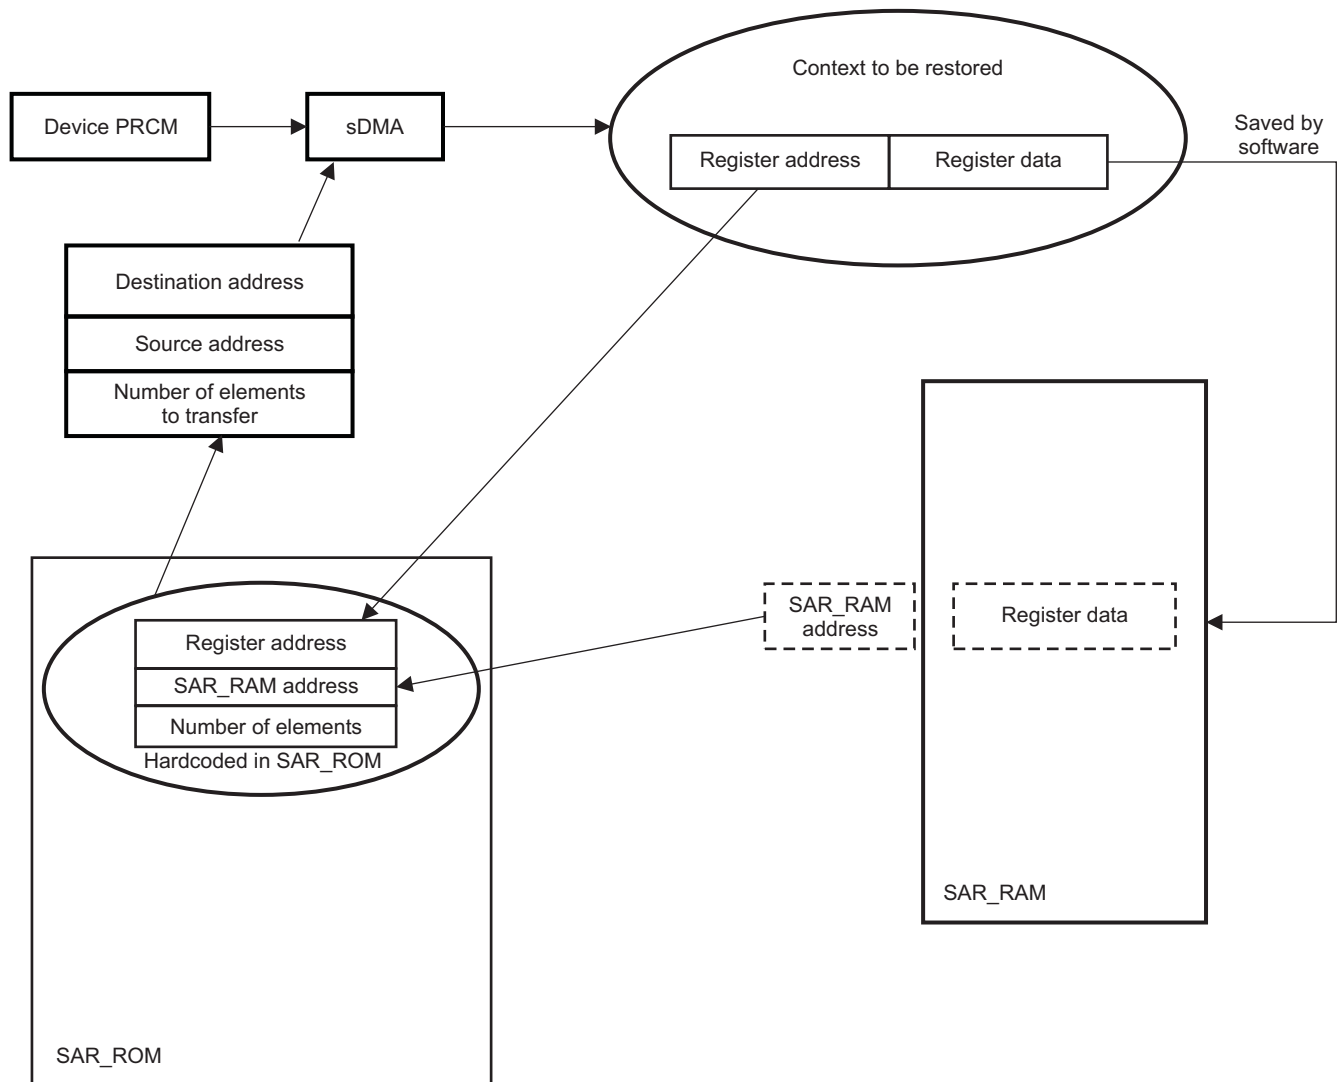 Context to be restored
Device PRCM
sDMA
Saved by
software
Register address
Register data
Destination address
Source address
Number of elements
to transfer
SAR_RAM
address
Register data
Register address
SAR_RAM address
Number of elements
Hardcoded in SAR_ROM
SAR_RAM
SAR_ROM